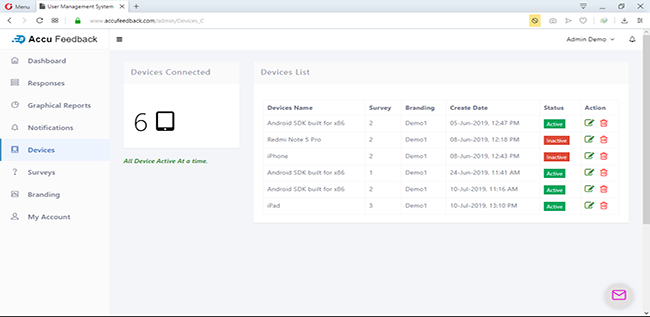 Menu
User Management System
www.accufeedback.com/admin/Devices_C
Accu Feedback
Admin Demo
Dashboard
Responses
Graphical Reports
Notifications
Devices
Surveys
Branding
My Account
Devices Connected
6
All Device Active At a time.
Devices List
Devices Name Survey Branding Create Date Status Action
Android SDK built for x86 2 Demo1 05-Jun-2019, 12:47 PM Active
Redmi Note 5 Pro 2 Demo1 08-Jun-2019, 12:18 PM Inactive
iPhone 2 Demo1 08-Jun-2019, 12:43 PM Inactive
Android SDK built for x86 1 Demo1 24-Jun-2019, 11:41 AM Active
Android SDK built for x86 2 Demo1 10-Jul-2019, 11:16 AM Active
iPad 3 Demo1 10-Jul-2019, 13:10 PM Active